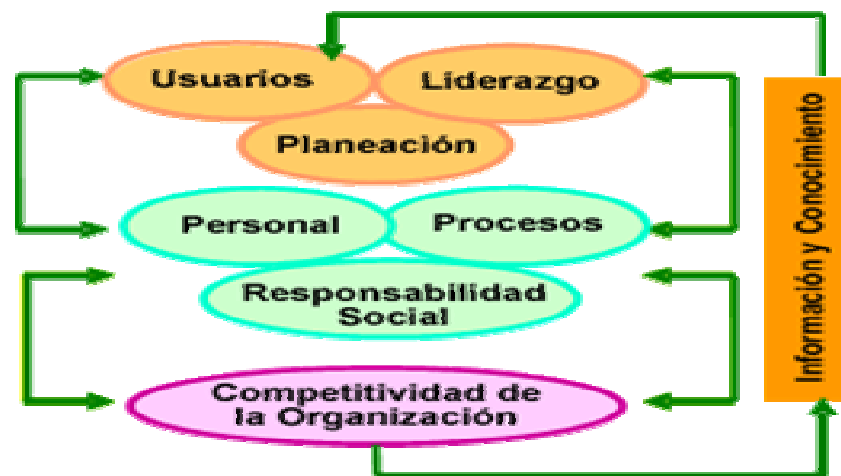 Usuarios
Liderazgo
Planeación
Personal
Procesos
Responsabilidad
Social
Competitividad de
la Organización
Información y Conocimiento